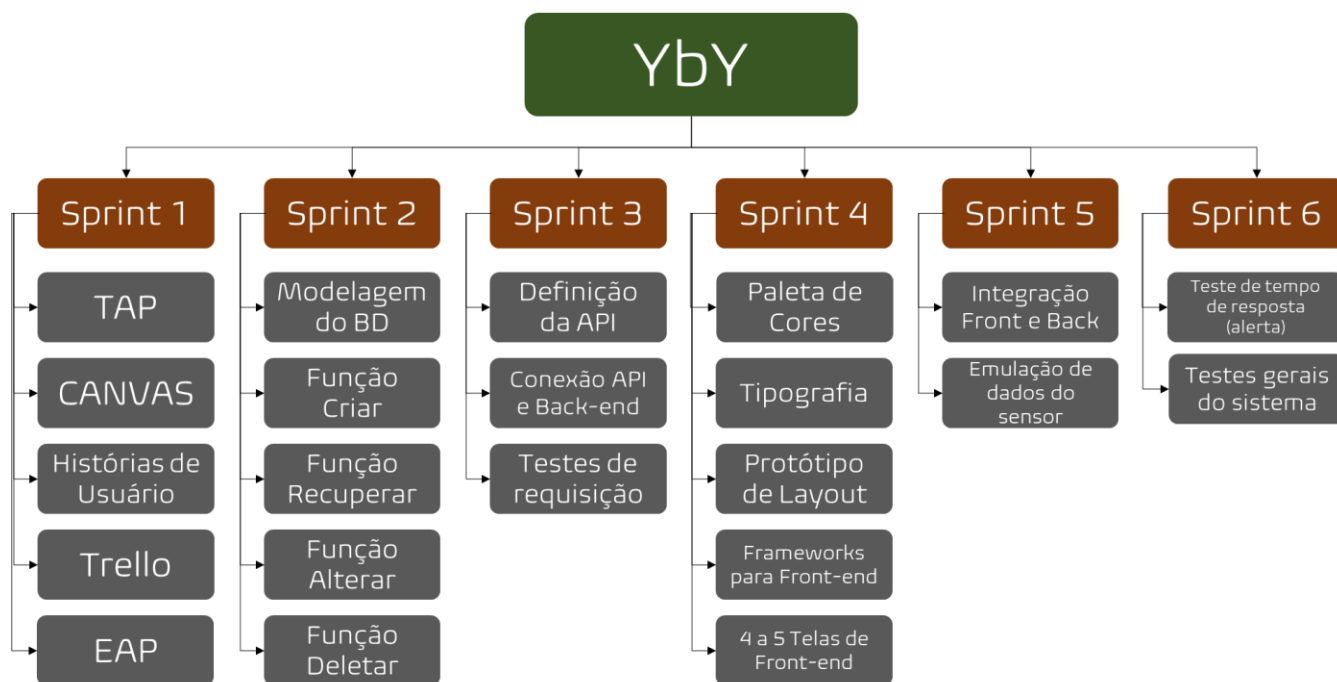 YbY
Sprint 1
TAP
CANVAS
Histórias de
Usuário
Trello
EAP
Sprint 2
Modelagem
do BD
Função
Criar
Função
Recuperar
Função
Alterar
Função
Deletar
Sprint 3
Definição
da API
Conexão API
e Back-end
Testes de
requisição
Sprint 4
Paleta de
Cores
Tipografia
Protótipo
de Layout
Frameworks
para Front-end
4 a 5 Telas de
Front-end
Sprint 5
Integração
Front e Back
Emulação de
dados do
sensor
Sprint 6
Teste de tempo
de resposta
(alerta)
Testes gerais
do sistema